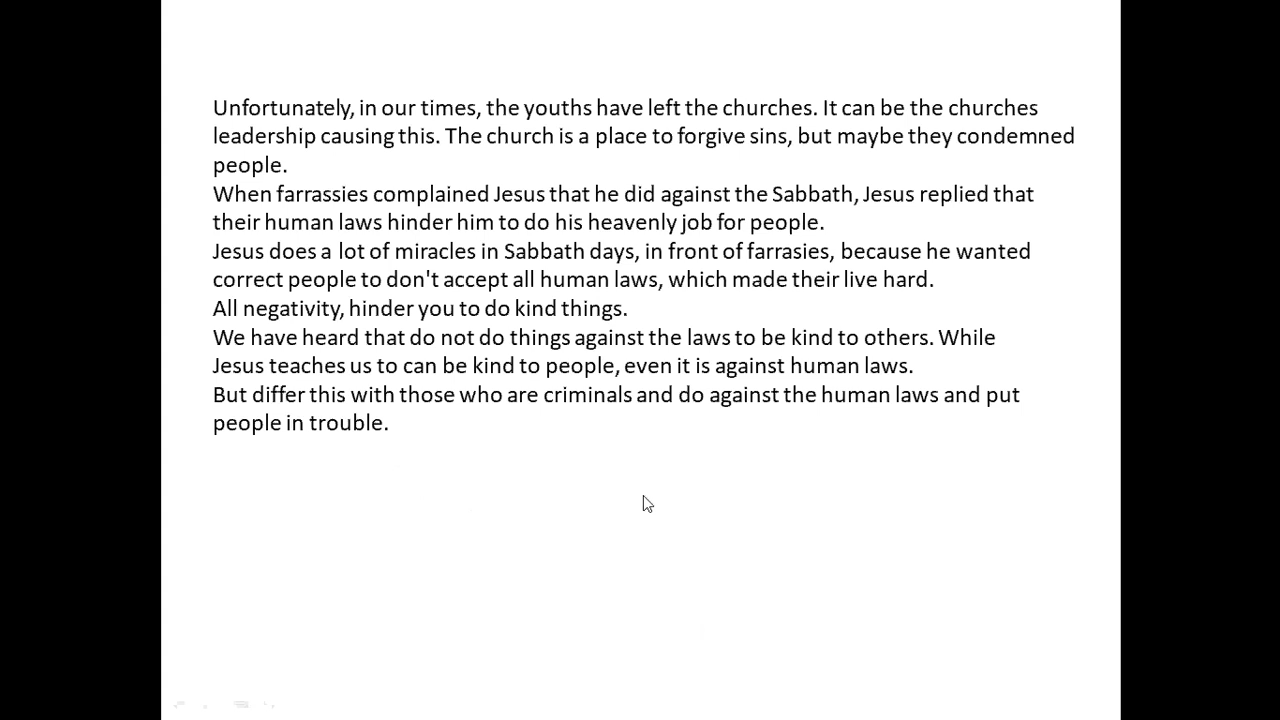 Unfortunately, in our times, the youths have left the churches. It can be the churches
leadership causing this. The church is a place to forgive sins, but maybe they condemned
people.
When farrassies complained Jesus that he did against the Sabbath, Jesus replied that
their human laws hinder him to do his heavenly job for people.
Jesus does a lot of miracles in Sabbath days, in front of farrasies, because he wanted
correct people to don't accept all human laws, which made their live hard.
All negativity, hinder you to do kind things.
We have heard that do not do things against the laws to be kind to others. While
Jesus teaches us to can be kind to people, even it is against human laws.
But differ this with those who are criminals and do against the human laws and put
people in trouble.